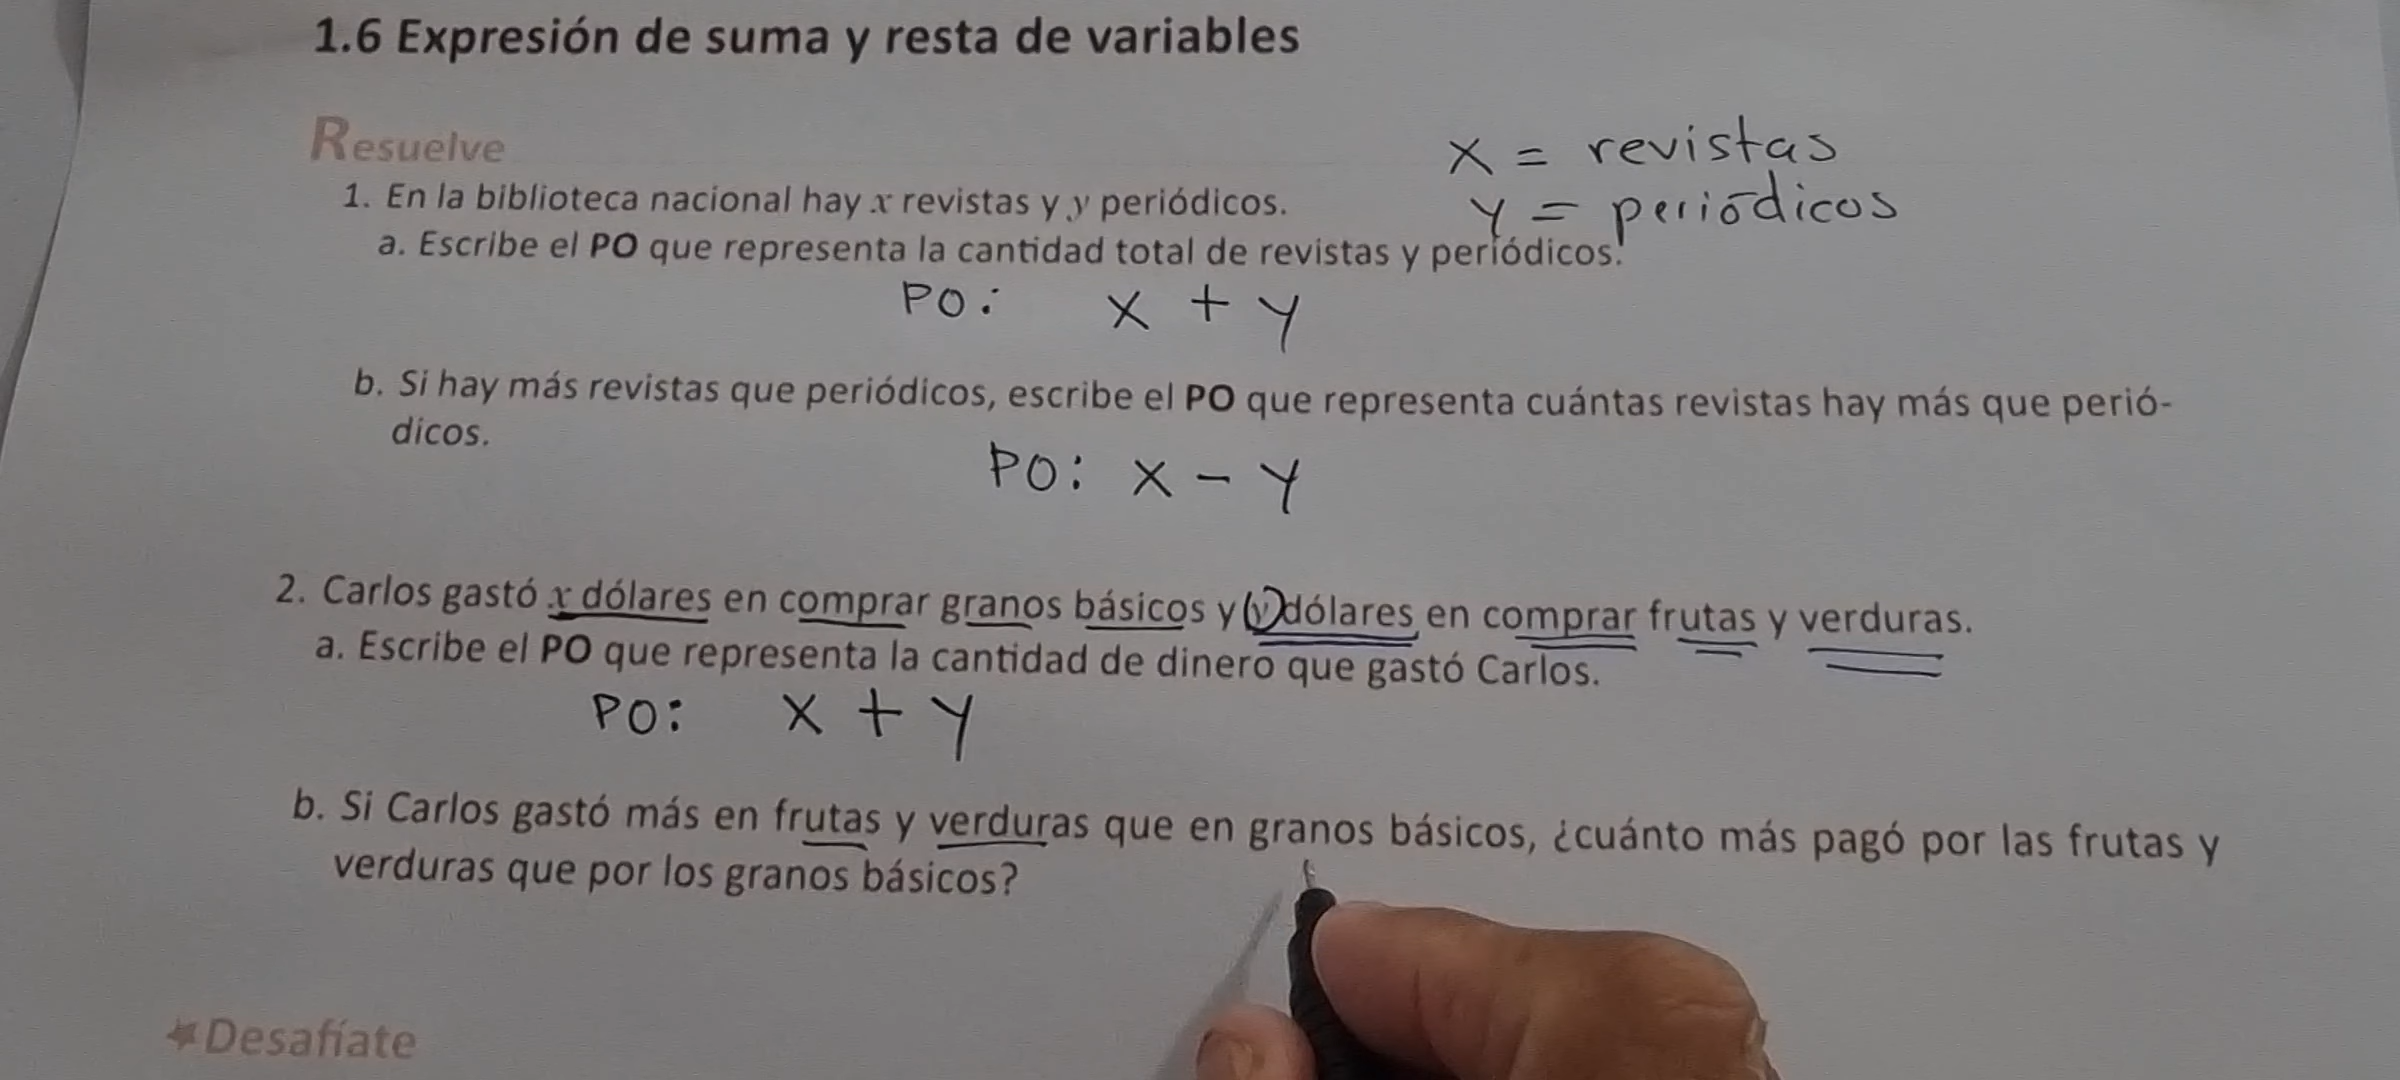 1.6 Expresión de suma y resta de variables
Resuelve
x = revistas
1. En la biblioteca nacional hay x revistas y y periódicos.
y = periódicos
a. Escribe el PO que representa la cantidad total de revistas y periódicos.
PO: x + y
b. Si hay más revistas que periódicos, escribe el PO que representa cuántas revistas hay más que perió-
dicos.
PO: x - y
2. Carlos gastó x dólares en comprar granos básicos y y dólares en comprar frutas y verduras.
a. Escribe el PO que representa la cantidad de dinero que gastó Carlos.
PO: x + y
b. Si Carlos gastó más en frutas y verduras que en granos básicos, ¿cuánto más pagó por las frutas y
verduras que por los granos básicos?
Desafíate